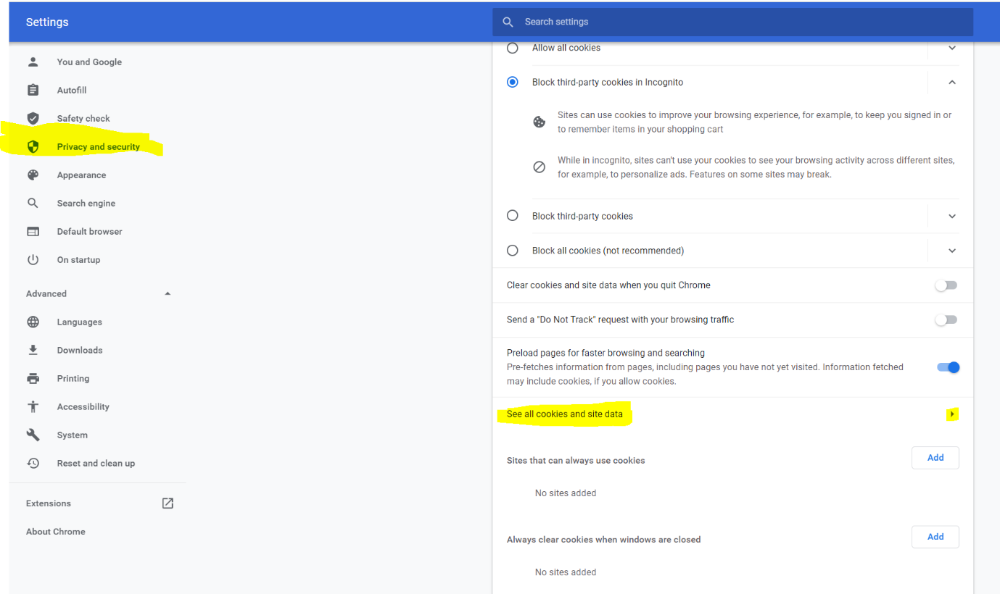 Settings
Search settings
You and Google
Autofill
Safety check
Privacy and security
Appearance
Search engine
Default browser
On startup
Advanced
Languages
Downloads
Printing
Accessibility
System
Reset and clean up
Extensions
About Chrome
Allow all cookies
Block third-party cookies in Incognito
Sites can use cookies to improve your browsing experience, for example, to keep you signed in or
to remember items in your shopping cart
While in incognito, sites can't use your cookies to see your browsing activity across different sites,
for example, to personalize ads. Features on some sites may break.
Block third-party cookies
Block all cookies (not recommended)
Clear cookies and site data when you quit Chrome
Send a "Do Not Track" request with your browsing traffic
Preload pages for faster browsing and searching
Pre-fetches information from pages, including pages you have not yet visited. Information fetched
may include cookies, if you allow cookies.
See all cookies and site data
Sites that can always use cookies
Add
No sites added
Always clear cookies when windows are closed
Add
No sites added